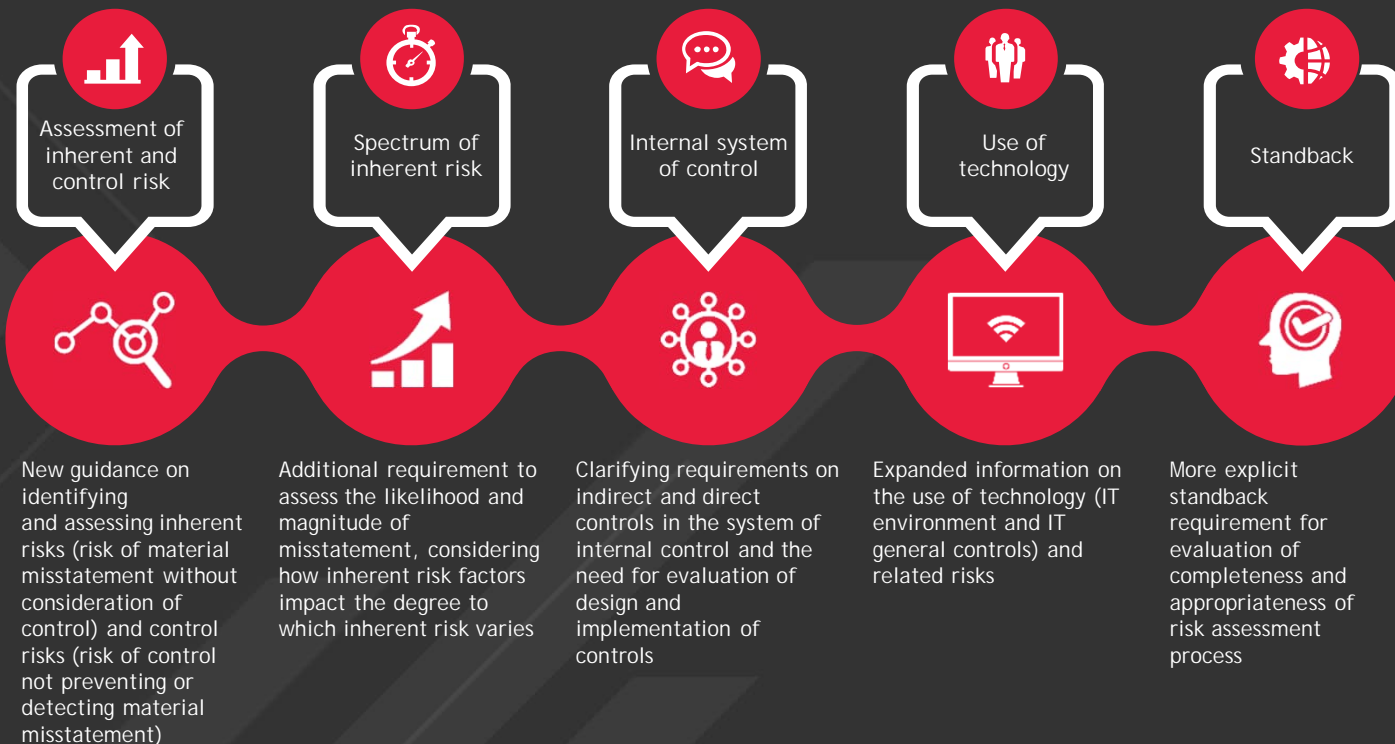 Assessment of
inherent and
control risk
Spectrum of
inherent risk
Internal system
of control
Use of
technology
Standback
New guidance on
identifying
and assessing inherent
risks (risk of material
misstatement without
consideration of
control) and control
risks (risk of control
not preventing or
detecting material
misstatement)
Additional requirement to
assess the likelihood and
magnitude of
misstatement, considering
how inherent risk factors
impact the degree to
which inherent risk varies
Clarifying requirements on
indirect and direct
controls in the system of
internal control and the
need for evaluation of
design and
implementation of
controls
Expanded information on
the use of technology (IT
environment and IT
general controls) and
related risks
More explicit
standback
requirement for
evaluation of
completeness and
appropriateness of
risk assessment
process